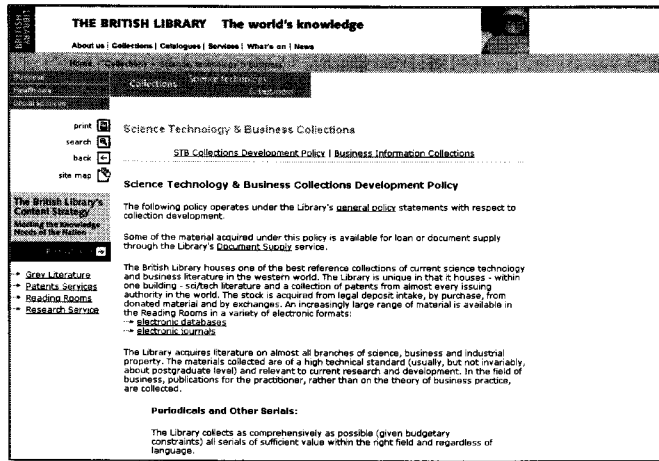 BRITISH
LIBRARY
THE BRITISH LIBRARY The world's knowledge
About us | Collections | Catalogues | Services | What's on | News
Home
Collections
Science Technology
print
search
back
site map
The British Library's
Content Strategy
Meeting the Knowledge
Needs of the Nation
Grey Literature
Patents Services
Reading Rooms
Research Service
Science Technology & Business Collections
STB Collections Development Policy | Business Information Collections
Science Technology & Business Collections Development Policy
The following policy operates under the Library's general policy statements with respect to
collection development.
Some of the material acquired under this policy is available for loan or document supply
through the Library's Document Supply service.
The British Library houses one of the best reference collections of current science technology
and business literature in the western world. The Library is unique in that it houses - within
one building - sci/tech literature and a collection of patents from almost every issuing
authority in the world. The stock is acquired from legal deposit intake, by purchase, from
donated material and by exchanges. An increasingly large range of material is available in
the Reading Rooms in a variety of electronic formats:
electronic databases
electronic journals
The Library acquires literature on almost all branches of science, business and industrial
property. The materials collected are of a high technical standard (usually, but not invariably,
about postgraduate level) and relevant to current research and development. In the field of
business, publications for the practitioner, rather than on the theory of business practice,
are collected.
Periodicals and Other Serials:
The Library collects as comprehensively as possible (given budgetary
constraints) all serials of sufficient value within the right field and regardless of
language.